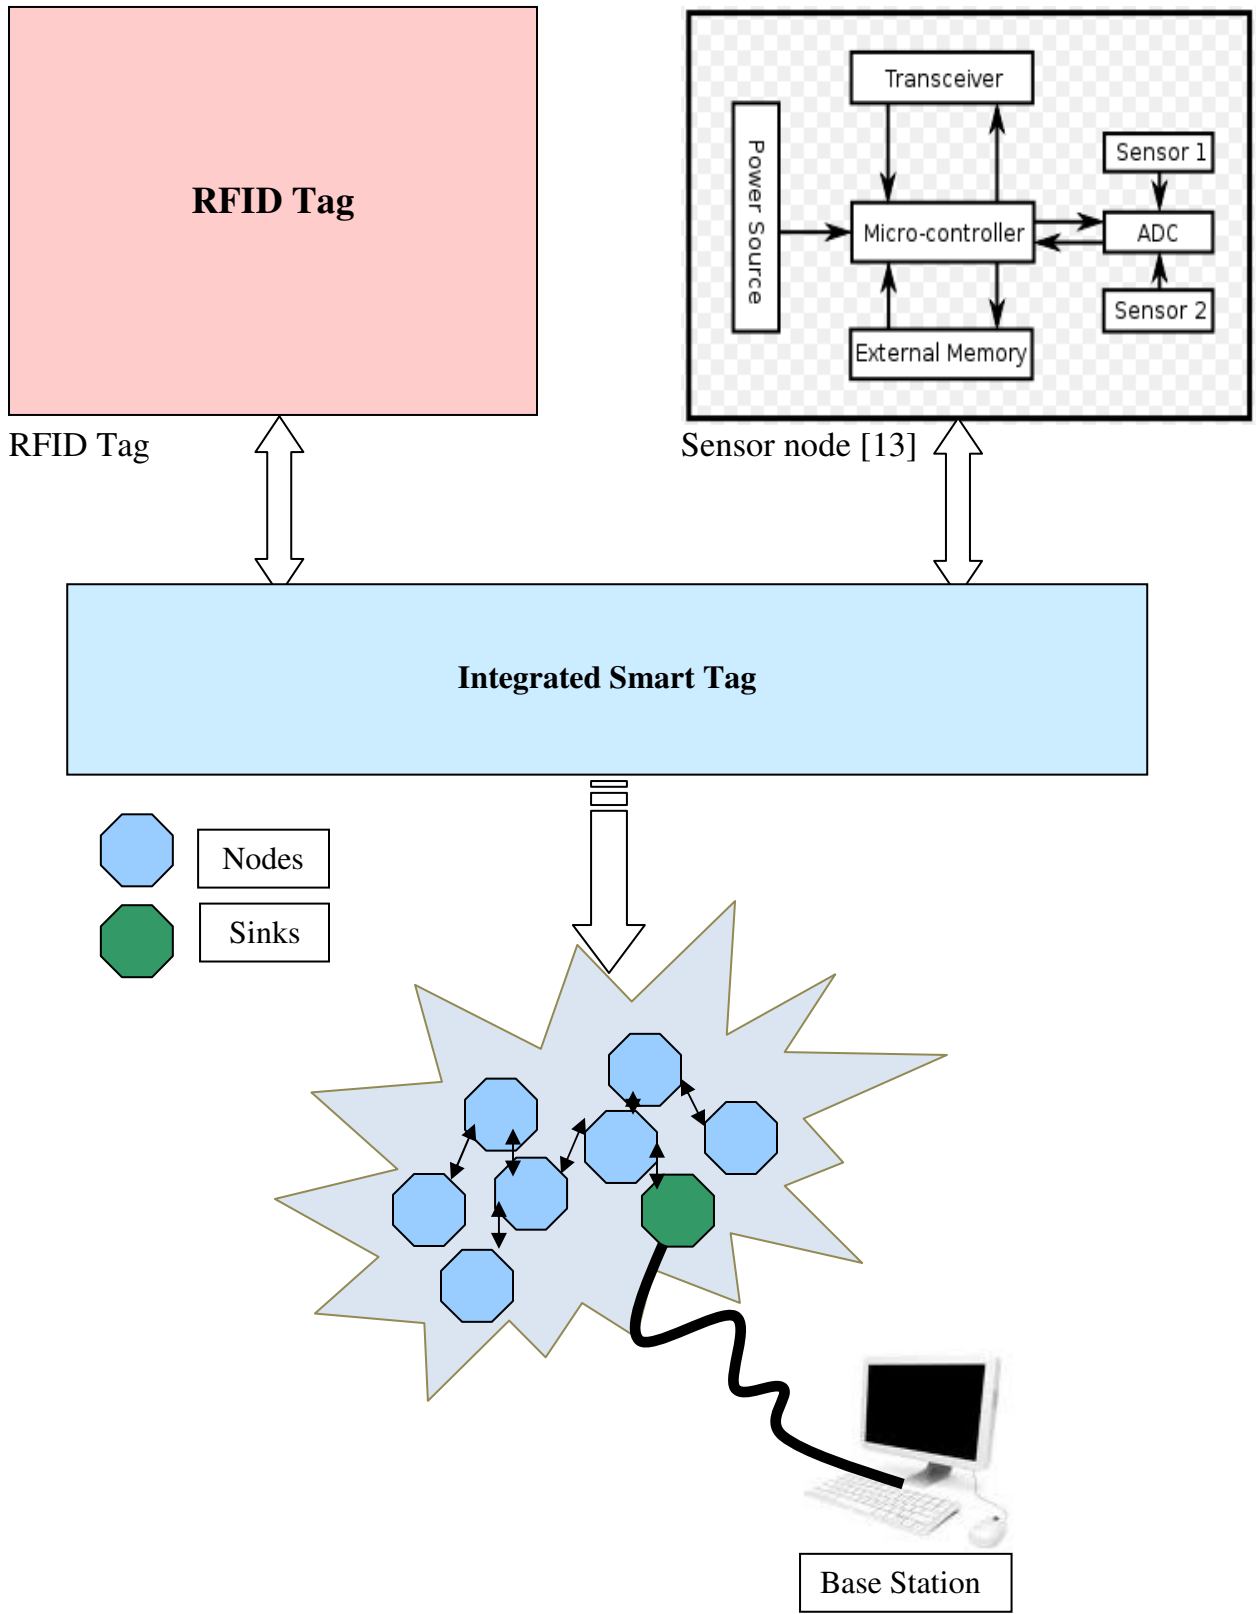 RFID Tag
Transceiver
Power Source
Sensor 1
Micro-controller
ADC
Sensor 2
External Memory
RFID Tag
Sensor node [13]
Integrated Smart Tag
Nodes
Sinks
Base Station